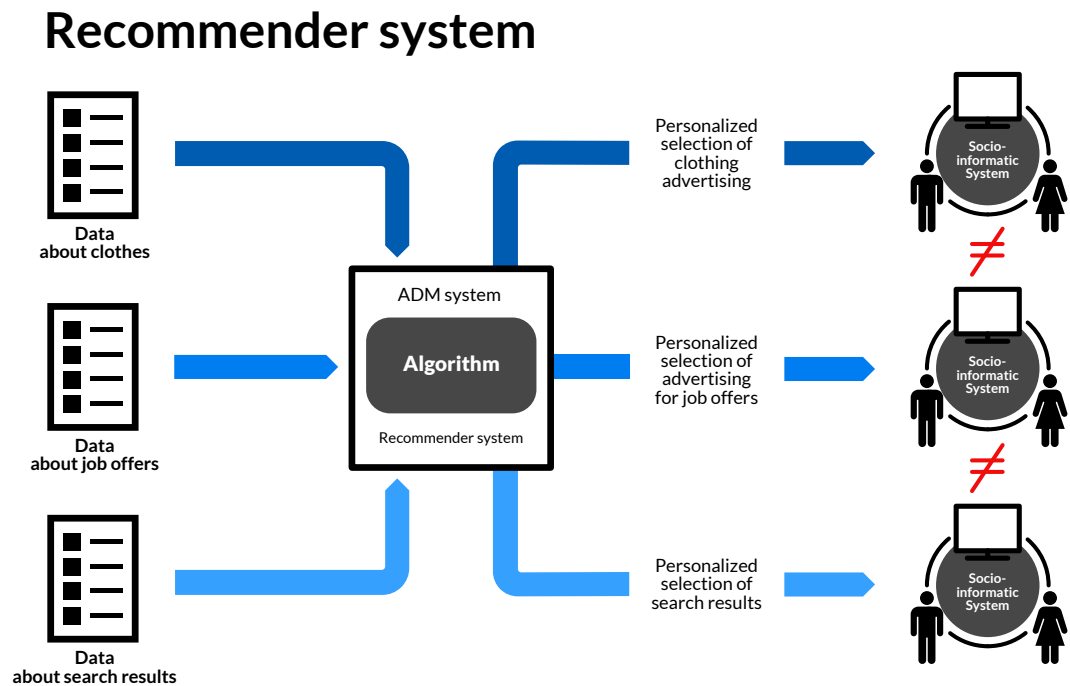 Recommender system
Data
about clothes
Personalized
selection of
clothing
advertising
Socio-
informatic
System
≠
ADM system
Algorithm
Recommender system
Data
about job offers
Personalized
selection of
advertising
for job offers
Socio-
informatic
System
≠
Data
about search results
Personalized
selection of
search results
Socio-
informatic
System